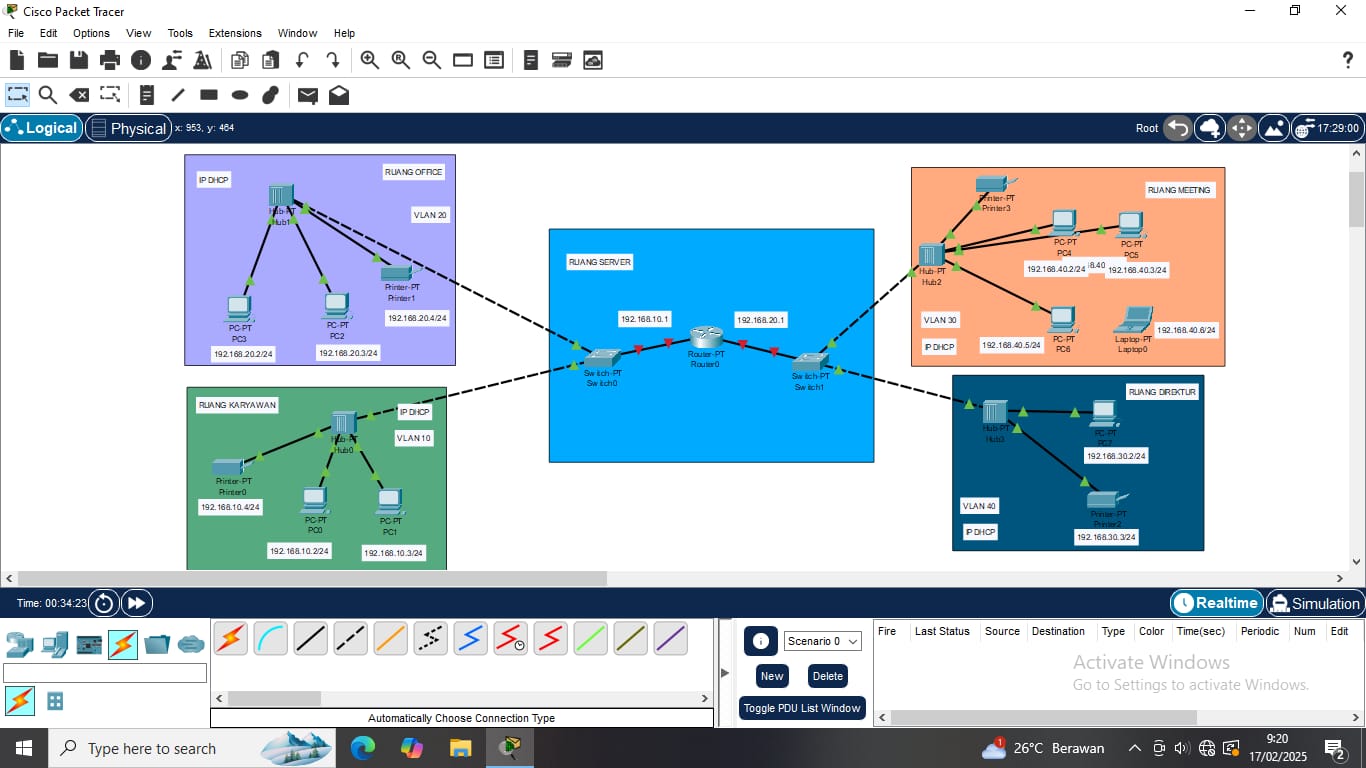 Cisco Packet Tracer
File Edit Options View Tools Extensions Window Help
Logical Physical x: 953, y: 464 Root 17:29:00
IP DHCP
RUANG OFFICE
VLAN 20
Hub-PT
Hub1
Printer-PT
Printer1
192.168.20.4/24
PC-PT
PC3
192.168.20.2/24
PC-PT
PC2
192.168.20.3/24
RUANG KARYAWAN
IP DHCP
VLAN 10
Hub-PT
Hub0
Printer-PT
Printer0
192.168.10.4/24
PC-PT
PC0
192.168.10.2/24
PC-PT
PC1
192.168.10.3/24
RUANG SERVER
192.168.10.1
192.168.20.1
Router-PT
Router0
Switch-PT
Switch0
Switch-PT
Switch1
RUANG MEETING
Printer-PT
Printer3
PC-PT
PC4
PC-PT
PC5
Hub-PT
Hub2
192.168.40.2/24
8.40
192.168.40.3/24
VLAN 30
IP DHCP
192.168.40.5/24
PC-PT
PC6
Laptop-PT
Laptop0
192.168.40.6/24
RUANG DIREKTUR
Hub-PT
Hub3
PC-PT
PC7
192.168.30.2/24
VLAN 40
IP DHCP
Printer-PT
Printer2
192.168.30.3/24
Time: 00:34:23
Realtime Simulation
Automatically Choose Connection Type
Scenario 0
New Delete
Toggle PDU List Window
Fire Last Status Source Destination Type Color Time(sec) Periodic Num Edit
Activate Windows
Go to Settings to activate Windows.
Type here to search
1
26°C Berawan
9:20
17/02/2025
2